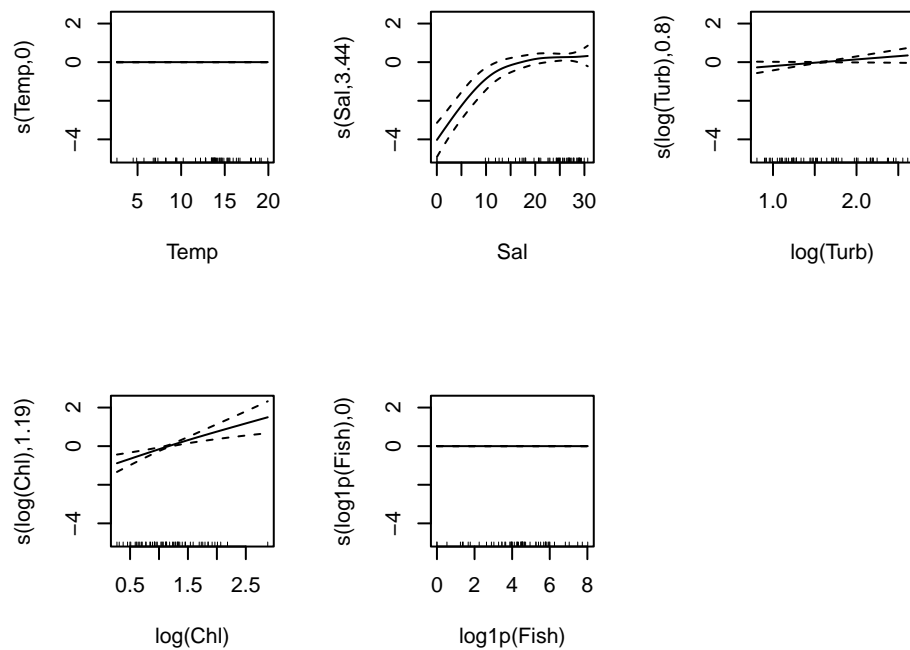 s(Temp,0)
2
0
−4
5 10 15 20
Temp
s(Sal,3.44)
2
0
−4
0 10 20 30
Sal
s(log(Turb),0.8)
2
0
−4
1.0 2.0
log(Turb)
s(log(Chl),1.19)
2
0
−4
0.5 1.5 2.5
log(Chl)
s(log1p(Fish),0)
2
0
−4
0 2 4 6 8
log1p(Fish)